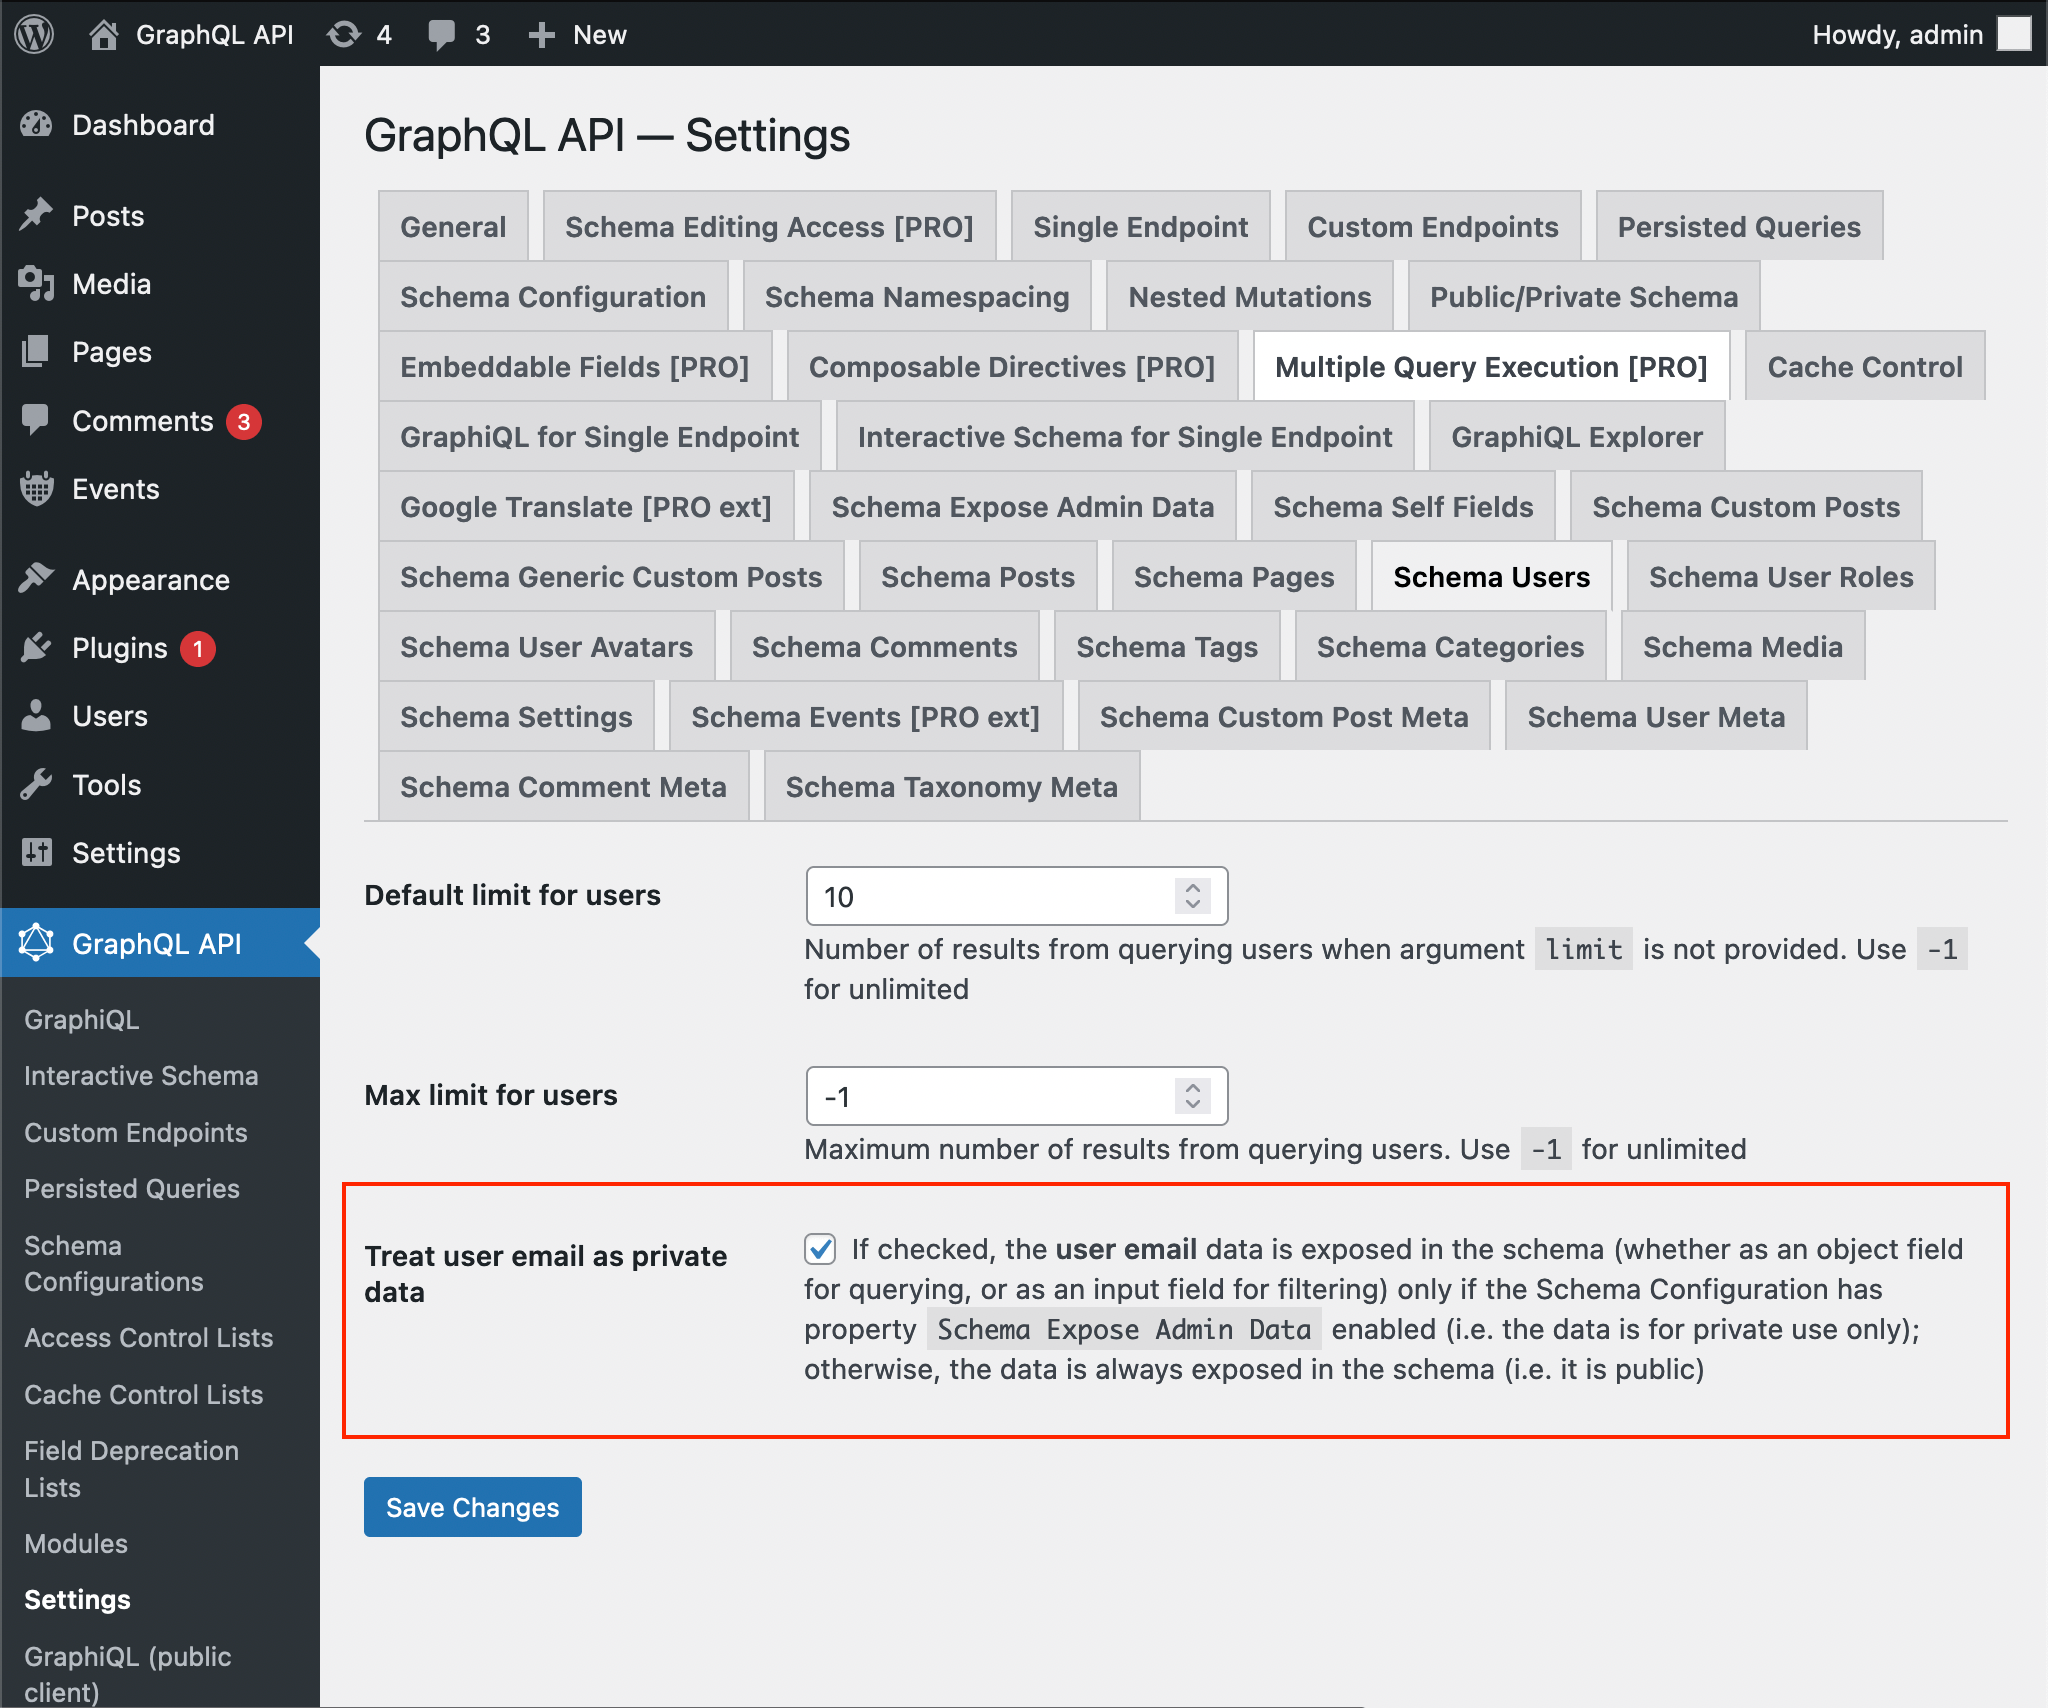 GraphQL API 4 3 New Howdy, admin
Dashboard
Posts
Media
Pages
Comments 3
Events
Appearance
Plugins 1
Users
Tools
Settings
GraphQL API
GraphiQL
Interactive Schema
Custom Endpoints
Persisted Queries
Schema
Configurations
Access Control Lists
Cache Control Lists
Field Deprecation
Lists
Modules
Settings
GraphiQL (public
client)
GraphQL API — Settings
General Schema Editing Access [PRO] Single Endpoint Custom Endpoints Persisted Queries
Schema Configuration Schema Namespacing Nested Mutations Public/Private Schema
Embeddable Fields [PRO] Composable Directives [PRO] Multiple Query Execution [PRO] Cache Control
GraphiQL for Single Endpoint Interactive Schema for Single Endpoint GraphiQL Explorer
Google Translate [PRO ext] Schema Expose Admin Data Schema Self Fields Schema Custom Posts
Schema Generic Custom Posts Schema Posts Schema Pages Schema Users Schema User Roles
Schema User Avatars Schema Comments Schema Tags Schema Categories Schema Media
Schema Settings Schema Events [PRO ext] Schema Custom Post Meta Schema User Meta
Schema Comment Meta Schema Taxonomy Meta
Default limit for users
10
Number of results from querying users when argument limit is not provided. Use -1
for unlimited
Max limit for users
-1
Maximum number of results from querying users. Use -1 for unlimited
Treat user email as private
data
If checked, the user email data is exposed in the schema (whether as an object field
for querying, or as an input field for filtering) only if the Schema Configuration has
property Schema Expose Admin Data enabled (i.e. the data is for private use only);
otherwise, the data is always exposed in the schema (i.e. it is public)
Save Changes